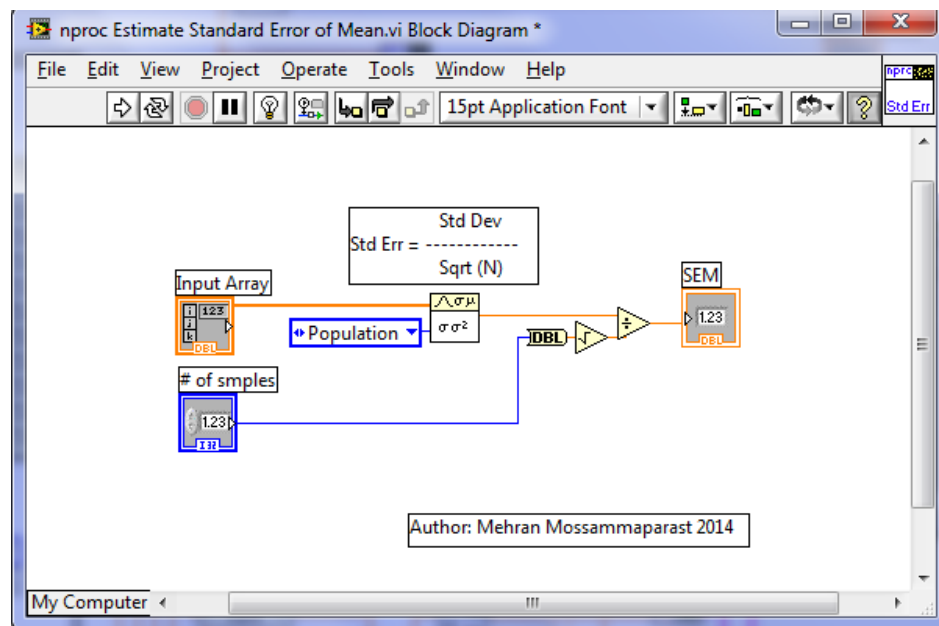 nproc Estimate Standard Error of Mean.vi Block Diagram *
File Edit View Project Operate Tools Window Help
15pt Application Font
Std Err
Std Dev
Std Err = ------------
Sqrt (N)
Input Array
123
i
j
k
DBL
Population
σμ
σσ²
DBL
√
÷
SEM
1.23
DBL
# of smples
1.23
I32
Author: Mehran Mossammaparast 2014
My Computer